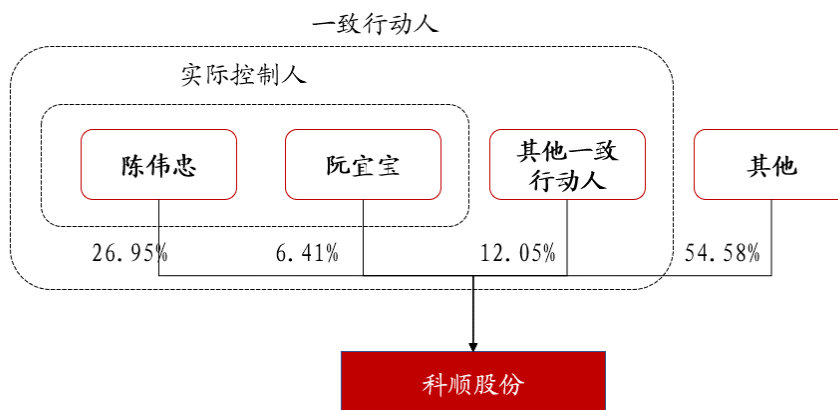 一致行动人
实际控制人
陈伟忠
阮宜宝
其他一致
行动人
其他
26.95%
6.41%
12.05%
54.58%
科顺股份